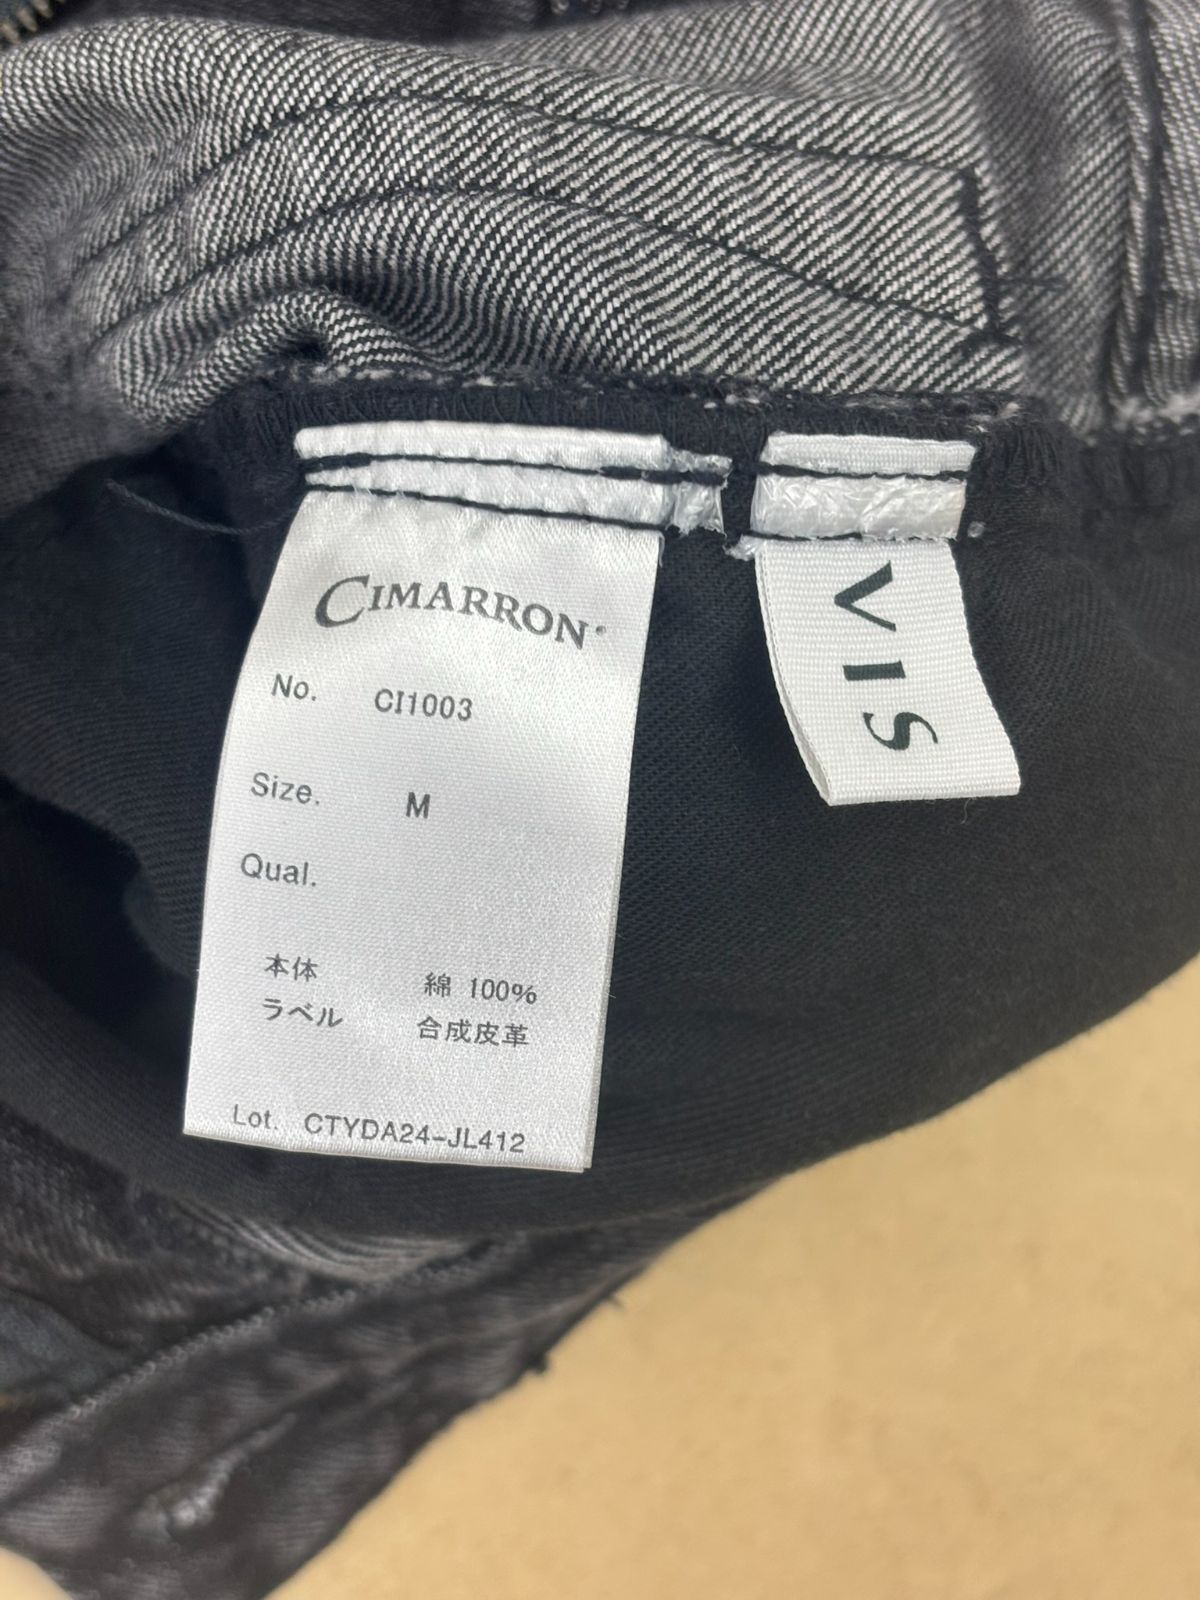 CIMARRON
No. CI1003
Size. M
Qual.
本体 綿 100%
ラベル 合成皮革
Lot. CTYDA24-JL412
VIS